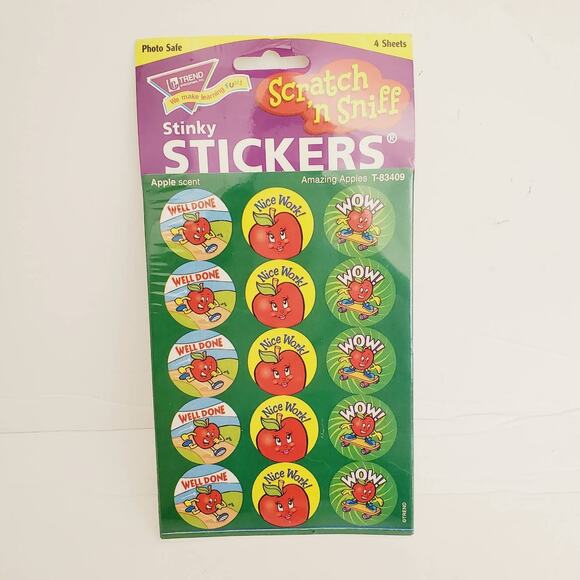 Photo Safe 4 Sheets
TREND
We make learning FUN!
Scratch
'n Sniff
Stinky
STICKERS®
Apple scent Amazing Apples T-83409
WELL DONE Nice Work! WOW!
WELL DONE Nice Work! WOW!
WELL DONE Nice Work! WOW!
WELL DONE Nice Work! WOW!
WELL DONE Nice Work! WOW!
©TREND